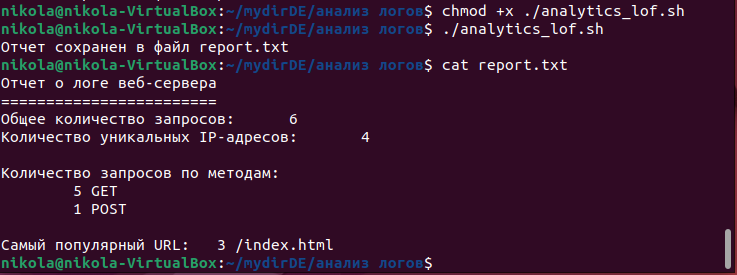 nikola@nikola-VirtualBox:~/mydirDE/анализ логов$ chmod +x ./analytics_lof.sh
nikola@nikola-VirtualBox:~/mydirDE/анализ логов$ ./analytics_lof.sh
Отчет сохранен в файл report.txt
nikola@nikola-VirtualBox:~/mydirDE/анализ логов$ cat report.txt
Отчет о логе веб-сервера
========================
Общее количество запросов:      6
Количество уникальных IP-адресов:       4

Количество запросов по методам:
        5 GET
        1 POST

Самый популярный URL:   3 /index.html
nikola@nikola-VirtualBox:~/mydirDE/анализ логов$